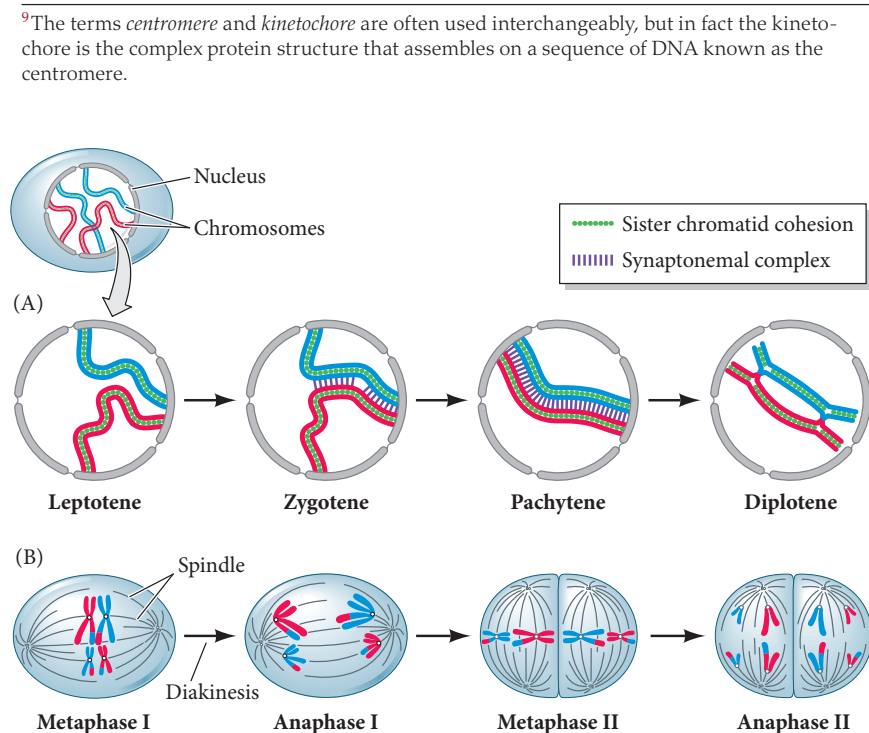 ⁹The terms centromere and kinetochore are often used interchangeably, but in fact the kineto-
chore is the complex protein structure that assembles on a sequence of DNA known as the
centromere.
Nucleus
Chromosomes
Sister chromatid cohesion
Synaptonemal complex
(A)
Leptotene
Zygotene
Pachytene
Diplotene
(B)
Spindle
Diakinesis
Metaphase I
Anaphase I
Metaphase II
Anaphase II